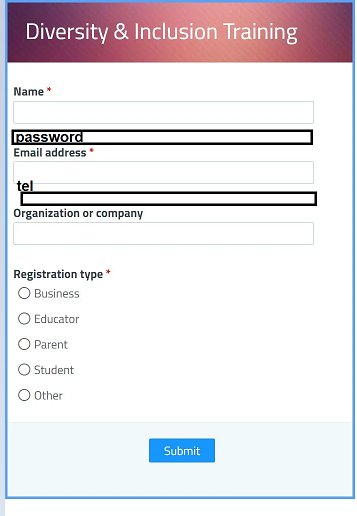 Diversity & Inclusion Training
Name *
password
Email address *
tel
Organization or company
Registration type *
Business
Educator
Parent
Student
Other
Submit